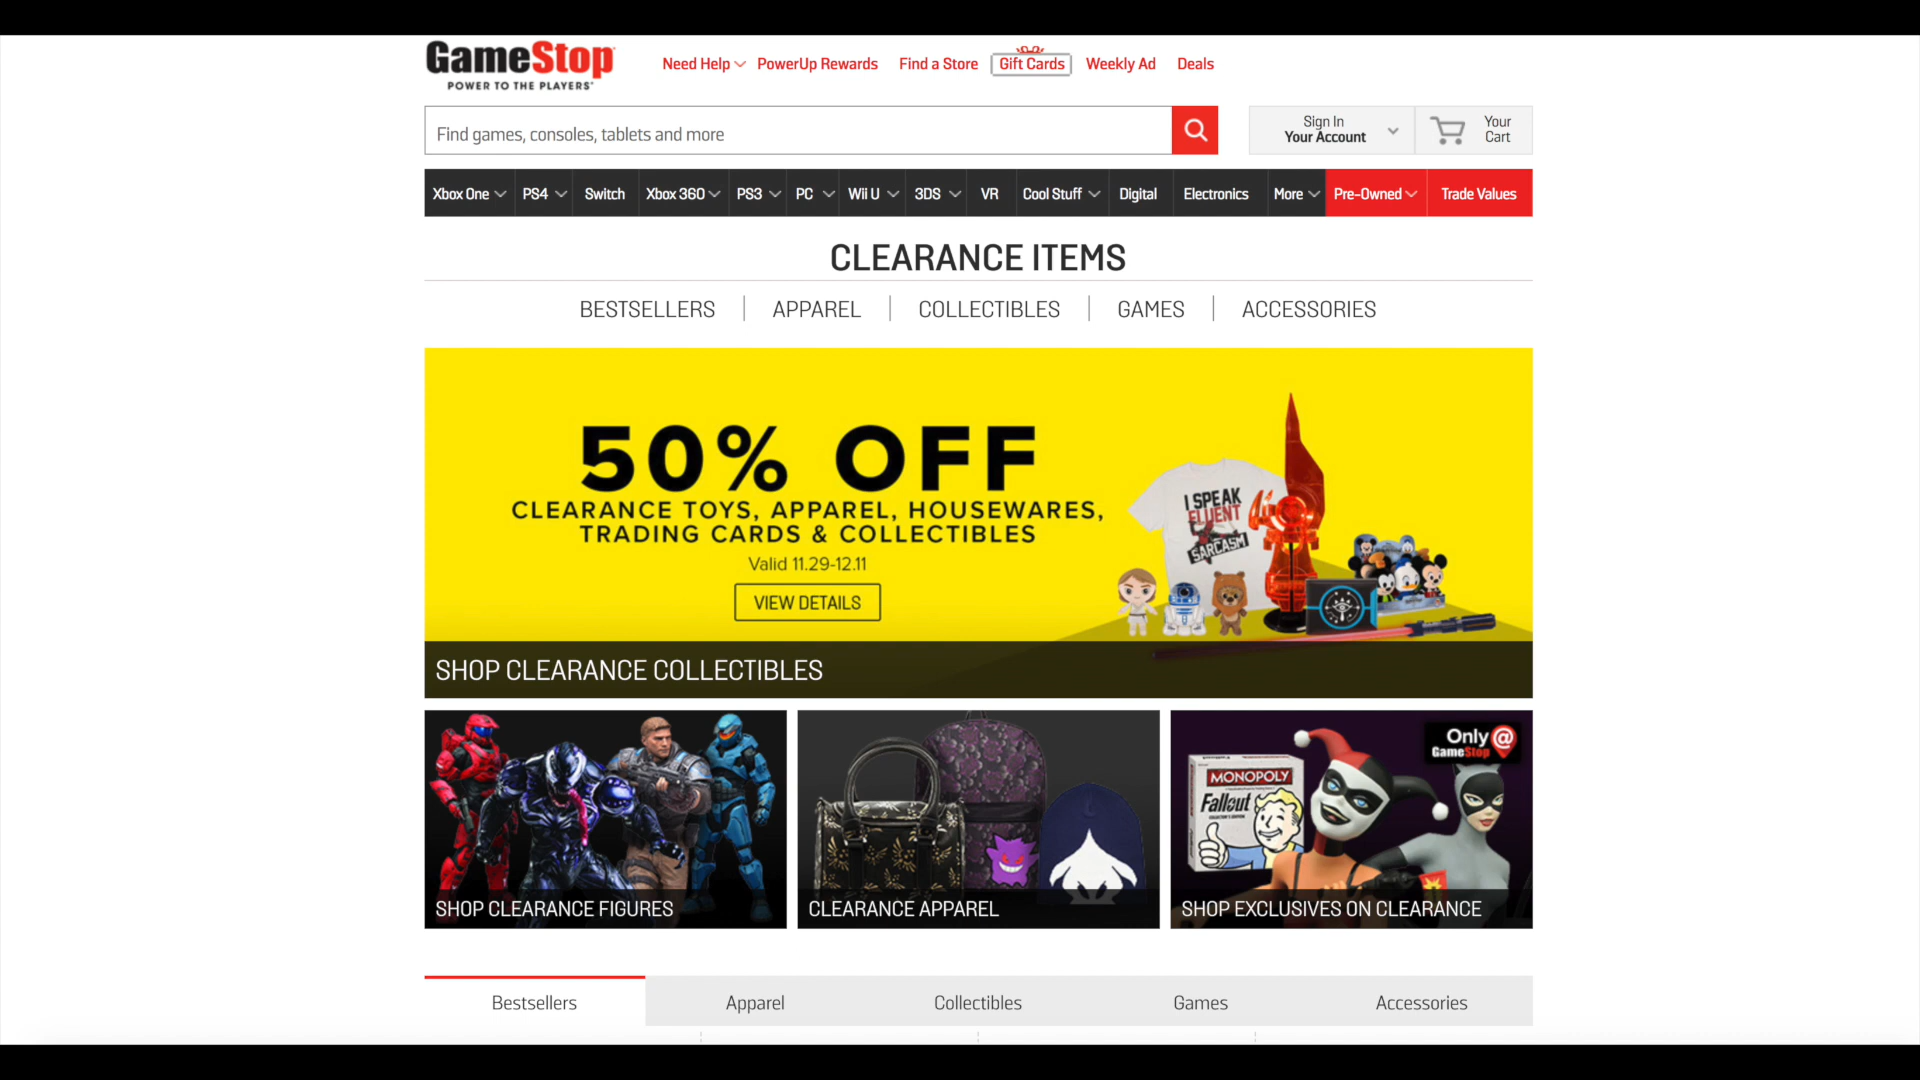 GameStop
POWER TO THE PLAYERS'
Need Help
PowerUp Rewards
Find a Store
Gift Cards
Weekly Ad
Deals
Find games, consoles, tablets and more
Sign In
Your Account
Your
Cart
Xbox One
PS4
Switch
Xbox 360
PS3
PC
Wii U
3DS
VR
Cool Stuff
Digital
Electronics
More
Pre-Owned
Trade Values
CLEARANCE ITEMS
BESTSELLERS
APPAREL
COLLECTIBLES
GAMES
ACCESSORIES
50% OFF
CLEARANCE TOYS, APPAREL, HOUSEWARES,
TRADING CARDS & COLLECTIBLES
Valid 11.29-12.11
VIEW DETAILS
I SPEAK
FLUENT
SARCASM
SHOP CLEARANCE COLLECTIBLES
SHOP CLEARANCE FIGURES
CLEARANCE APPAREL
Only @
GameStop
MONOPOLY
Fallout
SHOP EXCLUSIVES ON CLEARANCE
Bestsellers
Apparel
Collectibles
Games
Accessories